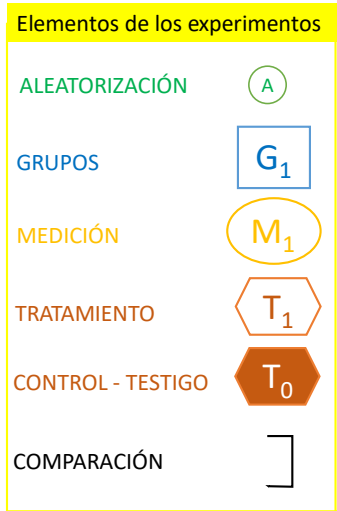 Elementos de los experimentos
ALEATORIZACIÓN A
GRUPOS G₁
MEDICIÓN M₁
TRATAMIENTO T₁
CONTROL - TESTIGO T₀
COMPARACIÓN